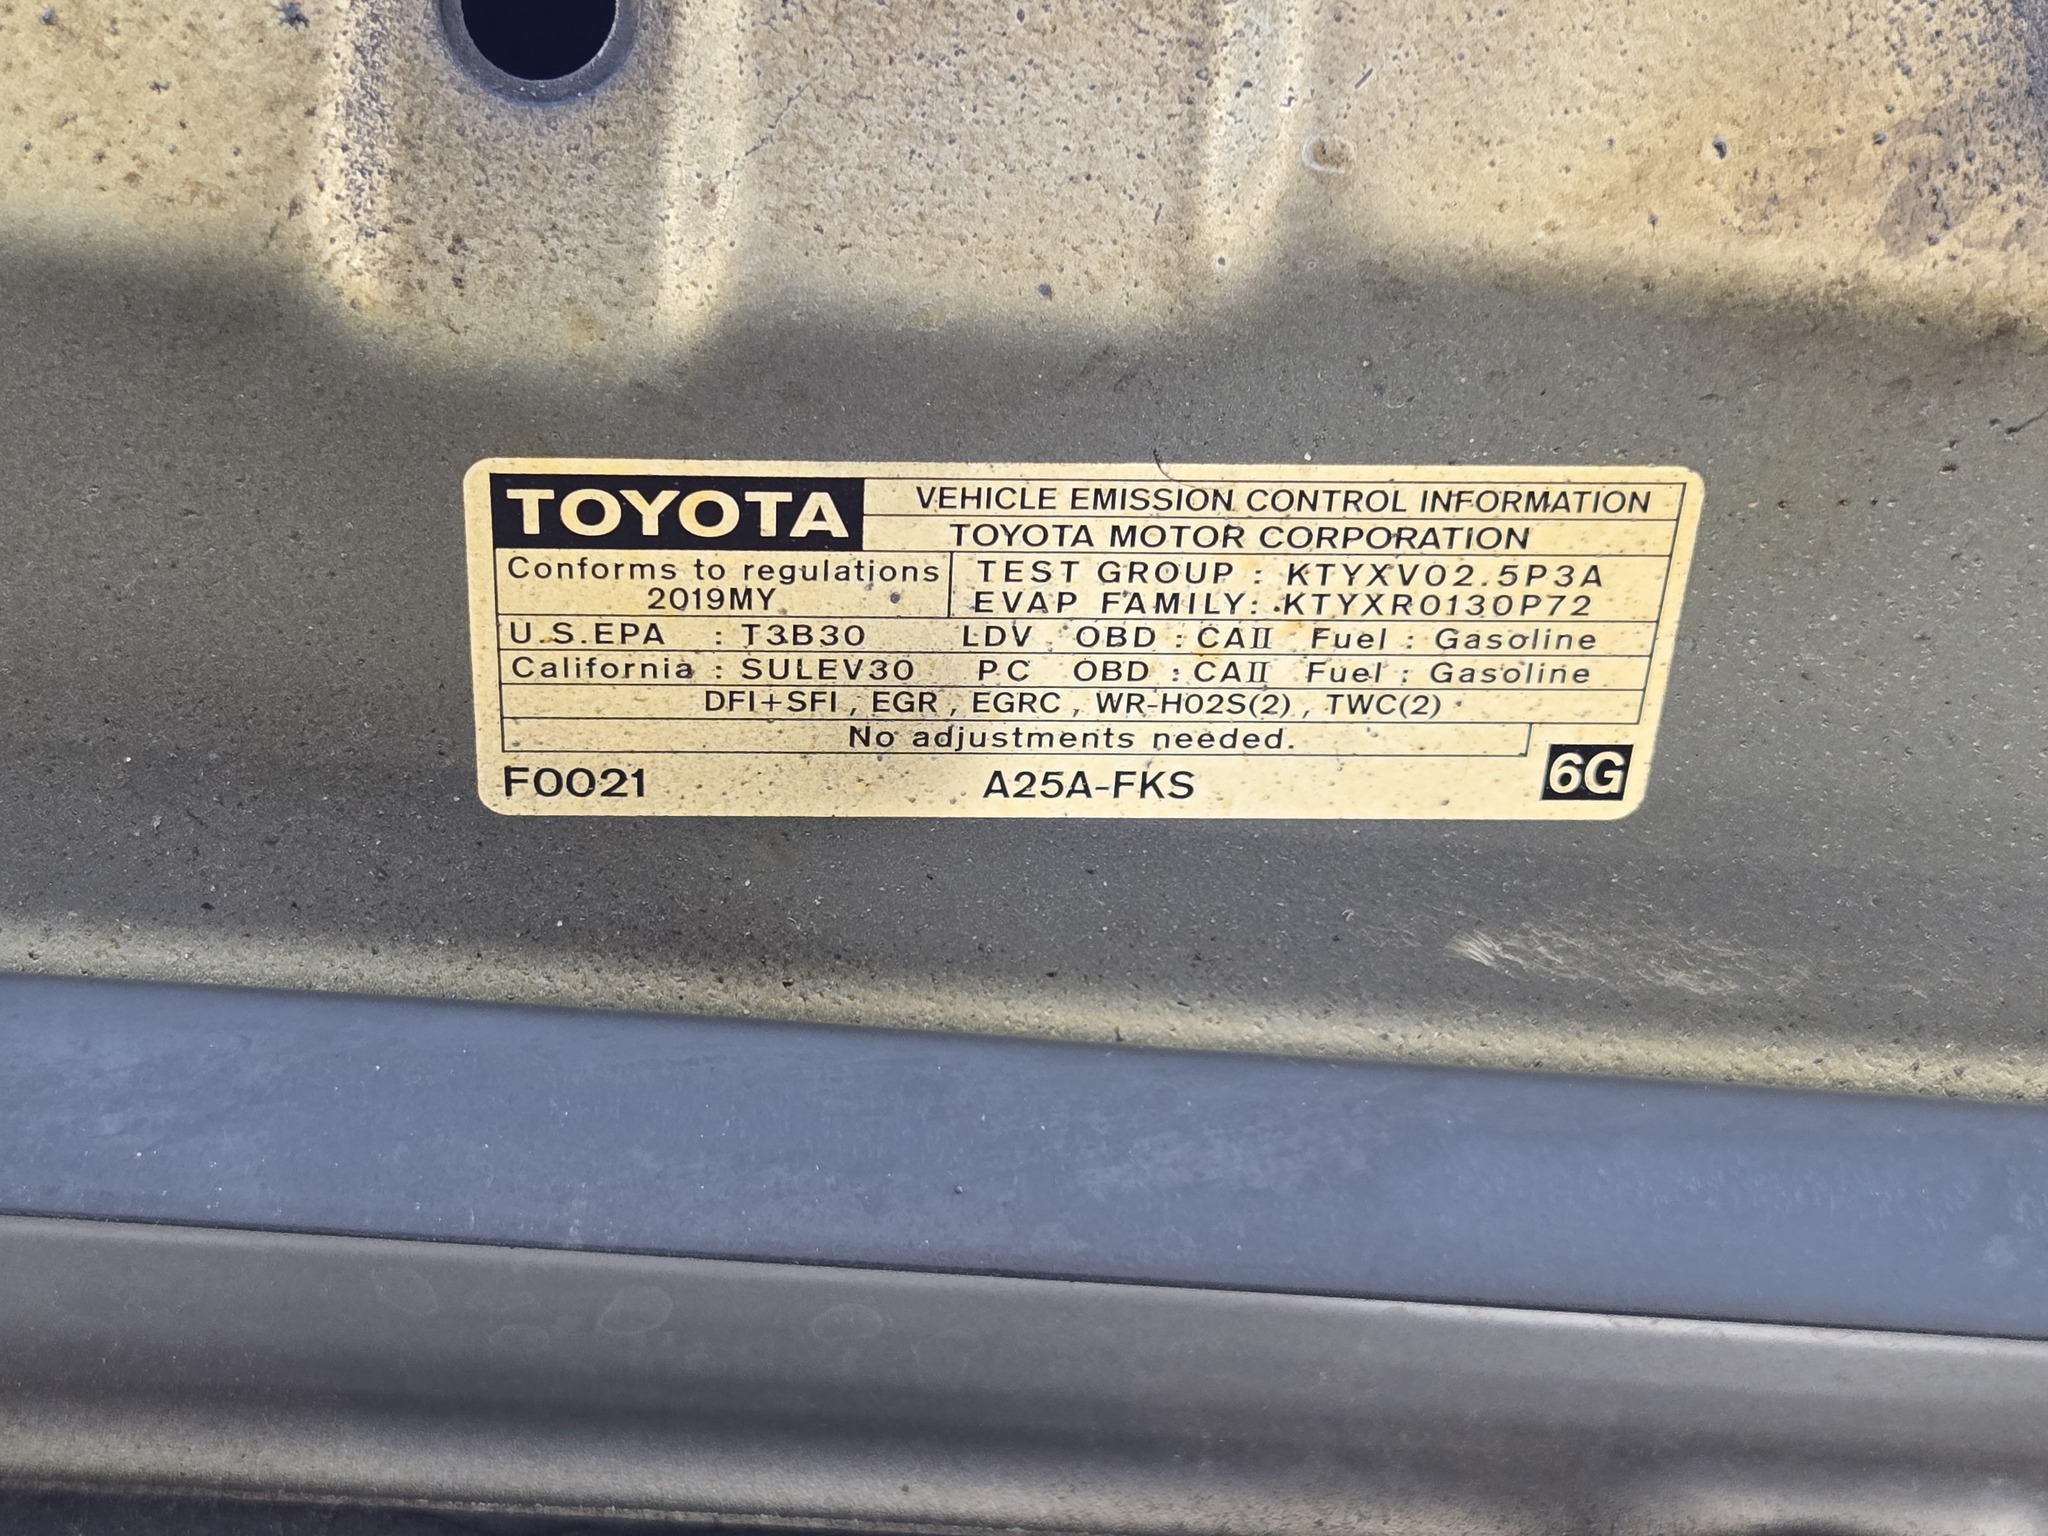 TOYOTA VEHICLE EMISSION CONTROL INFORMATION
TOYOTA MOTOR CORPORATION
Conforms to regulations
2019MY
TEST GROUP : KTYXV02.5P3A
EVAP FAMILY: KTYXR0130P72
U.S.EPA : T3B30 LDV OBD : CAII Fuel : Gasoline
California : SULEV30 PC OBD : CAII Fuel : Gasoline
DFI+SFI , EGR , EGRC , WR-HO2S(2) , TWC(2)
No adjustments needed.
F0021 A25A-FKS 6G